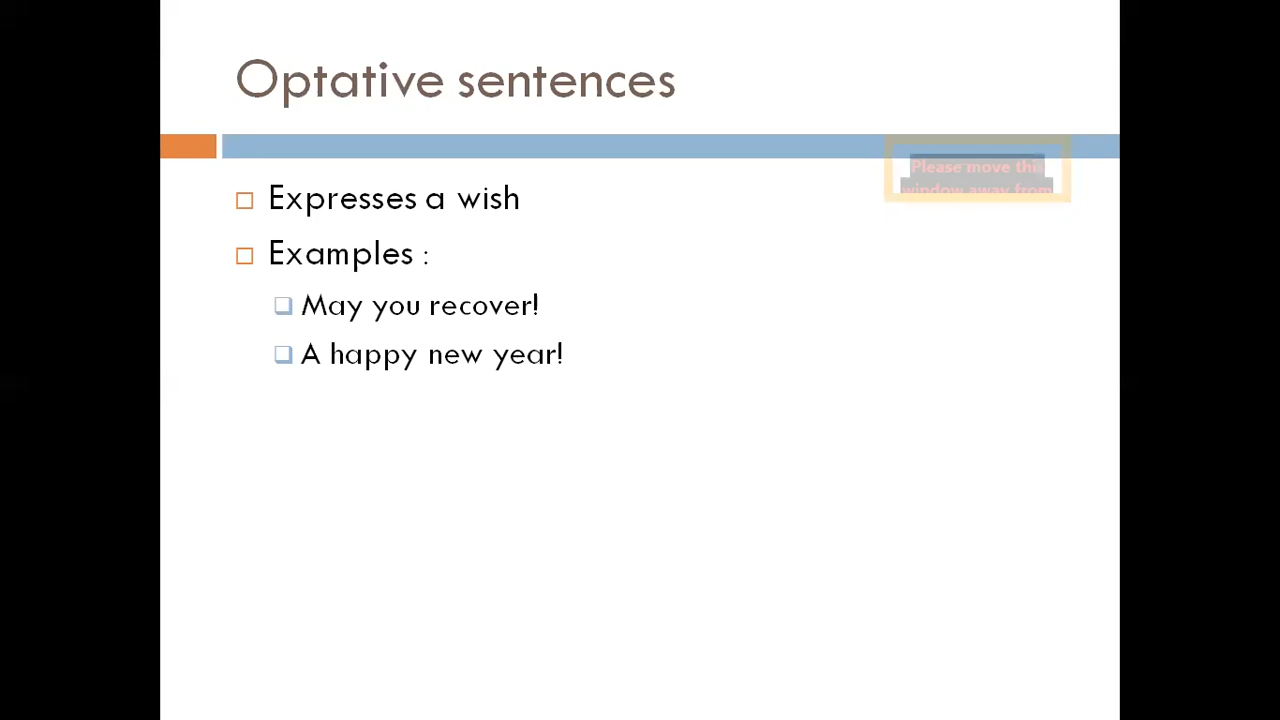 Optative sentences
Please move this
window away from
Expresses a wish
Examples :
May you recover!
A happy new year!